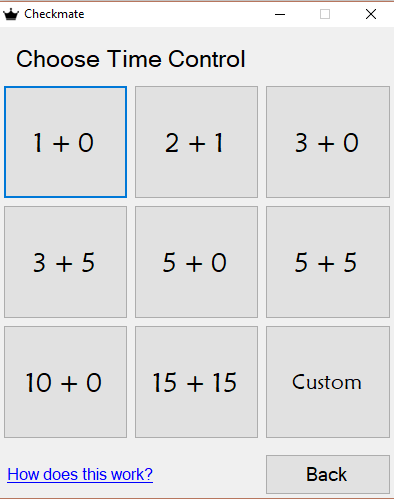 Checkmate
Choose Time Control
1 + 0
2 + 1
3 + 0
3 + 5
5 + 0
5 + 5
10 + 0
15 + 15
Custom
How does this work?
Back